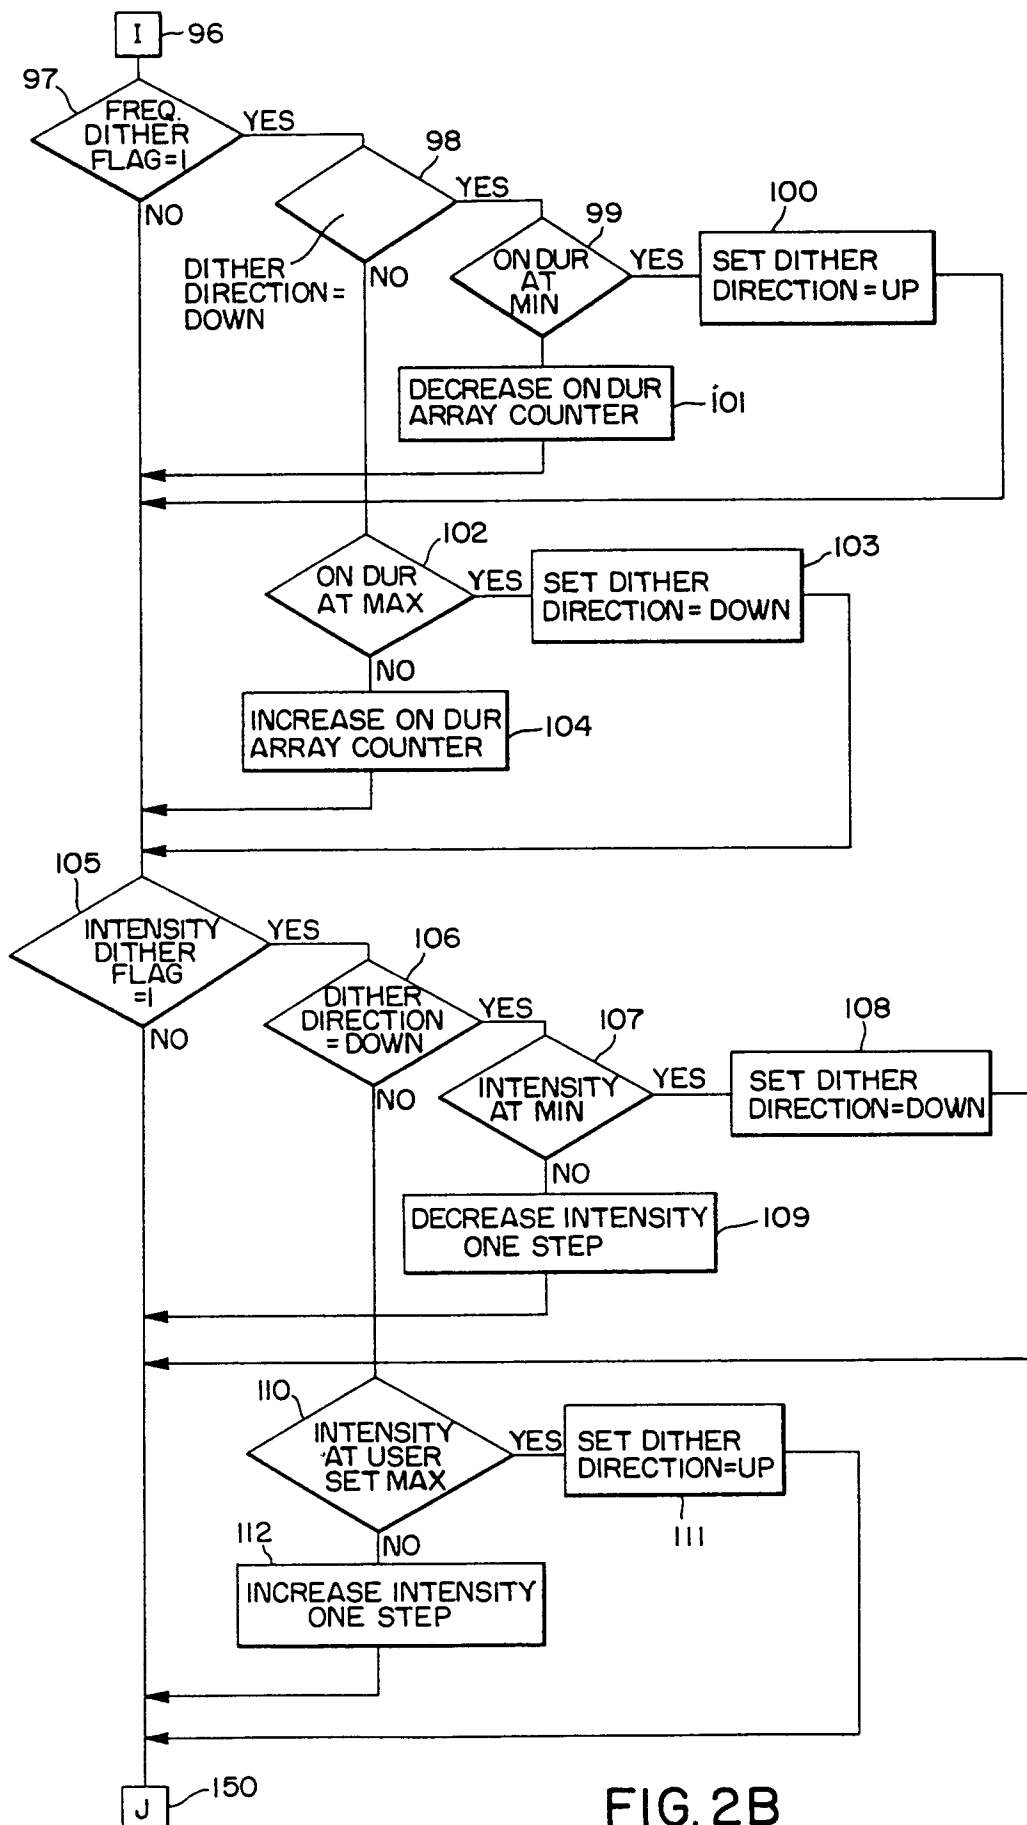 I
96
97
FREQ.
DITHER
FLAG=1
YES
NO
98
DITHER
DIRECTION=
DOWN
YES
NO
99
ON DUR
AT
MIN
YES
100
SET DITHER
DIRECTION=UP
DECREASE ON DUR
ARRAY COUNTER
101
102
ON DUR
AT MAX
YES
NO
103
SET DITHER
DIRECTION=DOWN
INCREASE ON DUR
ARRAY COUNTER
104
105
INTENSITY
DITHER
FLAG
=1
YES
NO
106
DITHER
DIRECTION
=DOWN
YES
NO
107
INTENSITY
AT MIN
YES
NO
108
SET DITHER
DIRECTION=DOWN
DECREASE INTENSITY
ONE STEP
109
110
INTENSITY
AT USER
SET MAX
YES
NO
SET DITHER
DIRECTION=UP
111
112
INCREASE INTENSITY
ONE STEP
J
150
FIG. 2B